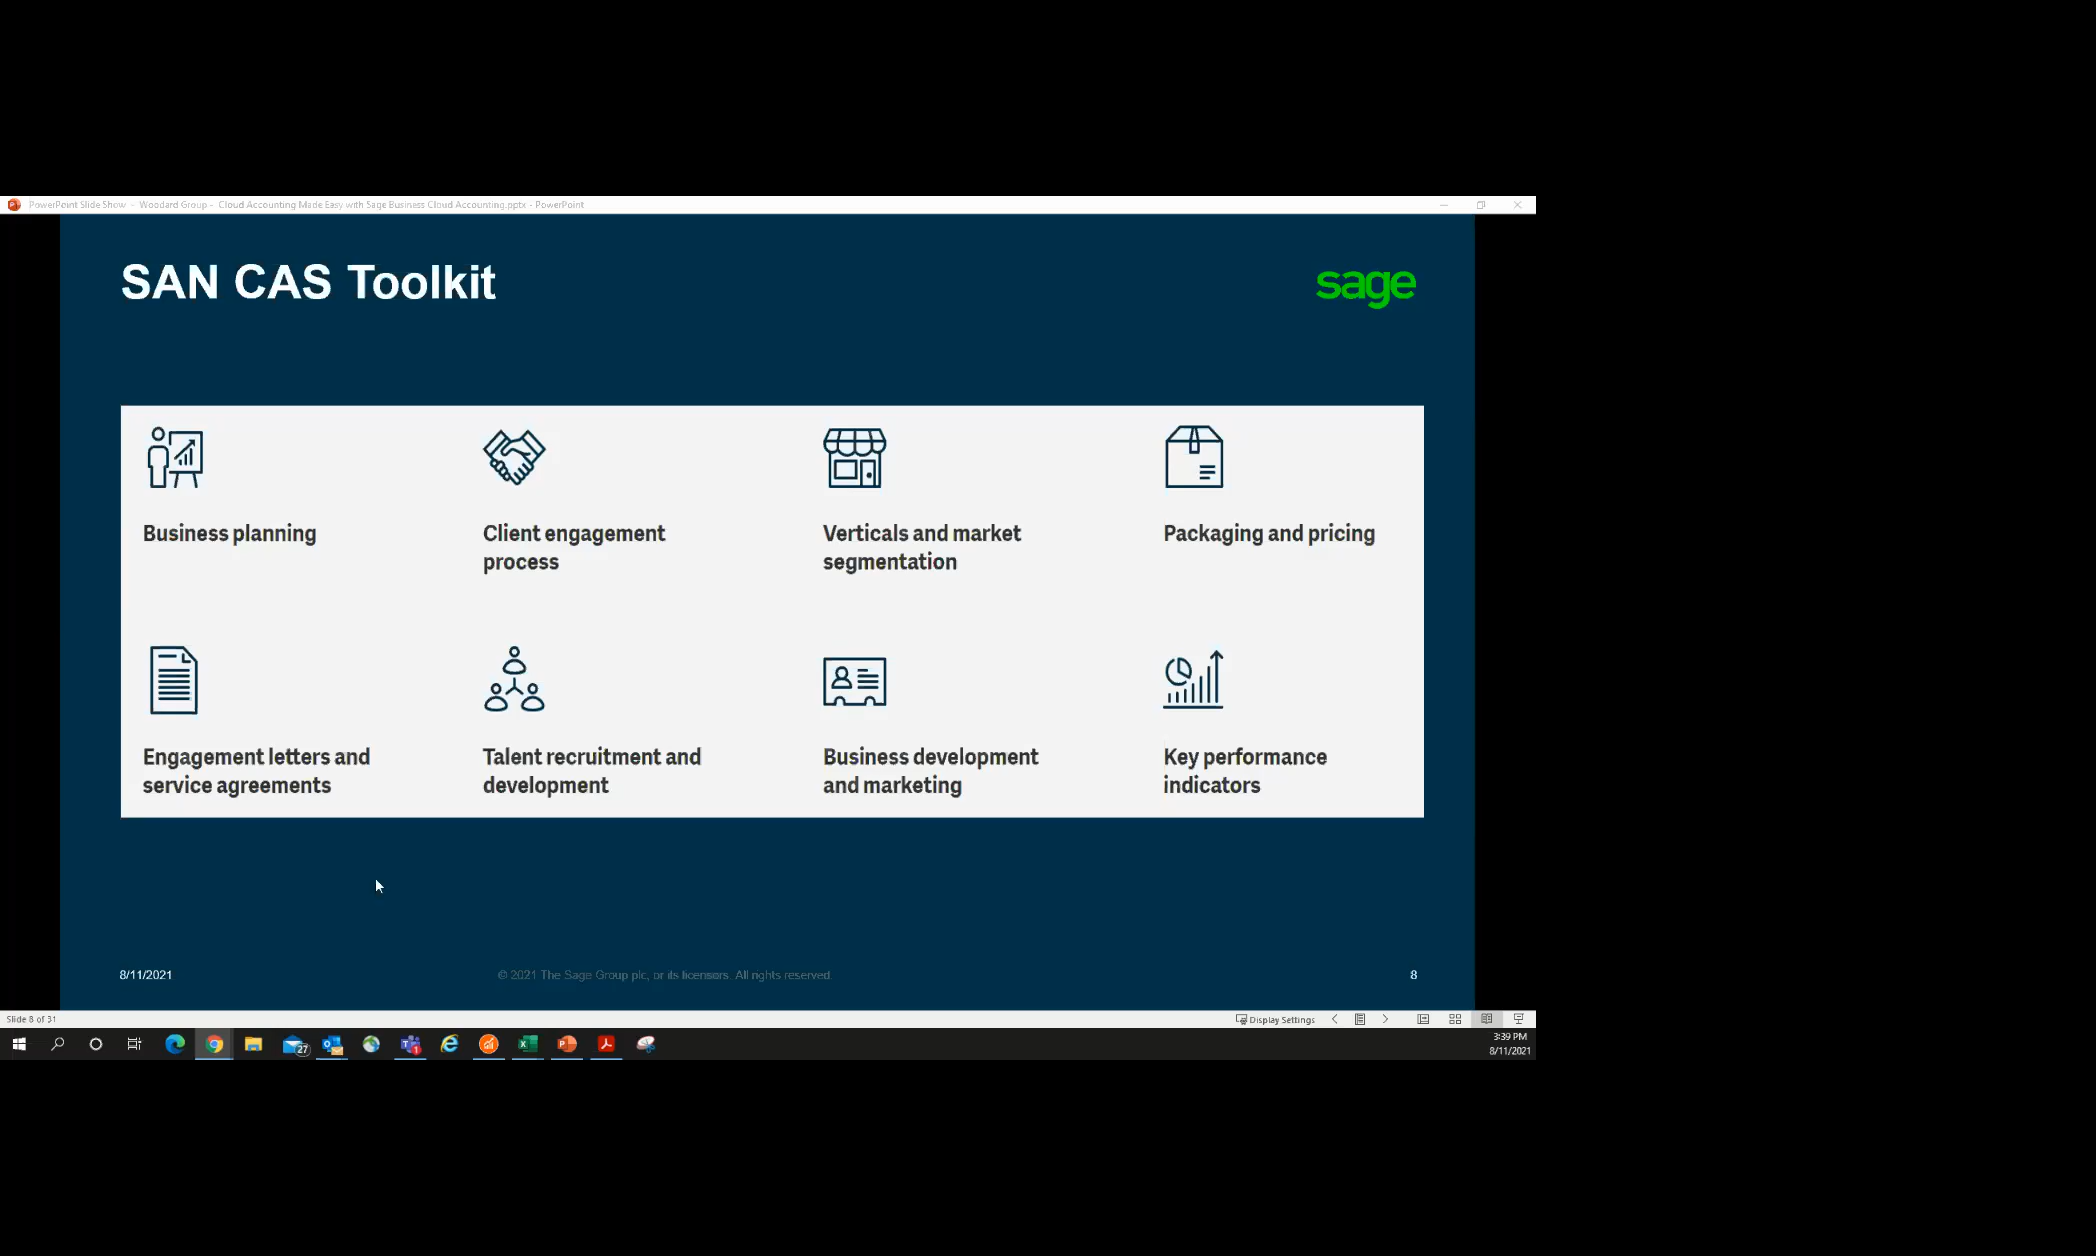 PowerPoint Slide Show - Woodard Group - Cloud Accounting Made Easy with Sage Business Cloud Accounting.pptx - PowerPoint
SAN CAS Toolkit
sage
Business planning
Client engagement
process
Verticals and market
segmentation
Packaging and pricing
Engagement letters and
service agreements
Talent recruitment and
development
Business development
and marketing
Key performance
indicators
8/11/2021
© 2021 The Sage Group plc, or its licensors. All rights reserved.
8
Slide 8 of 31
Display Settings
27
1
3:39 PM
8/11/2021